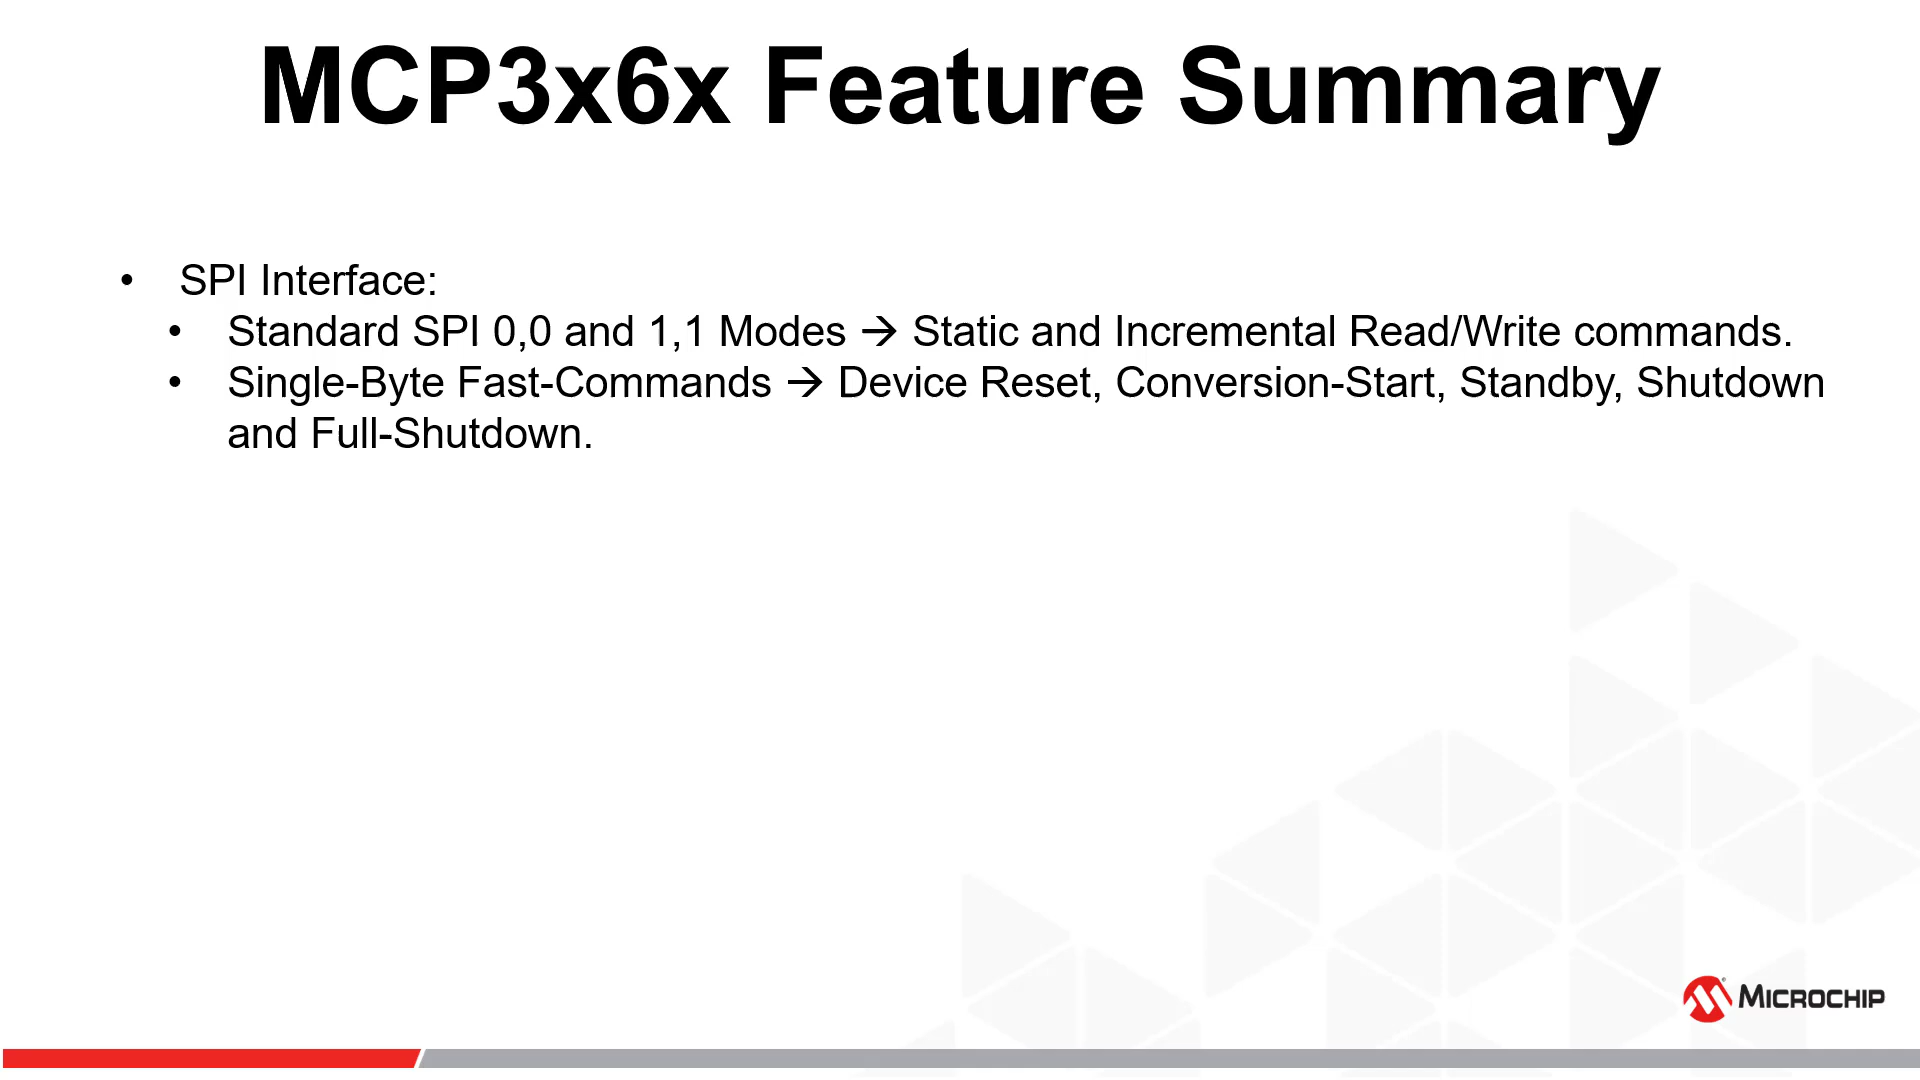 MCP3x6x Feature Summary
• SPI Interface:
• Standard SPI 0,0 and 1,1 Modes → Static and Incremental Read/Write commands.
• Single-Byte Fast-Commands → Device Reset, Conversion-Start, Standby, Shutdown
and Full-Shutdown.
MICROCHIP